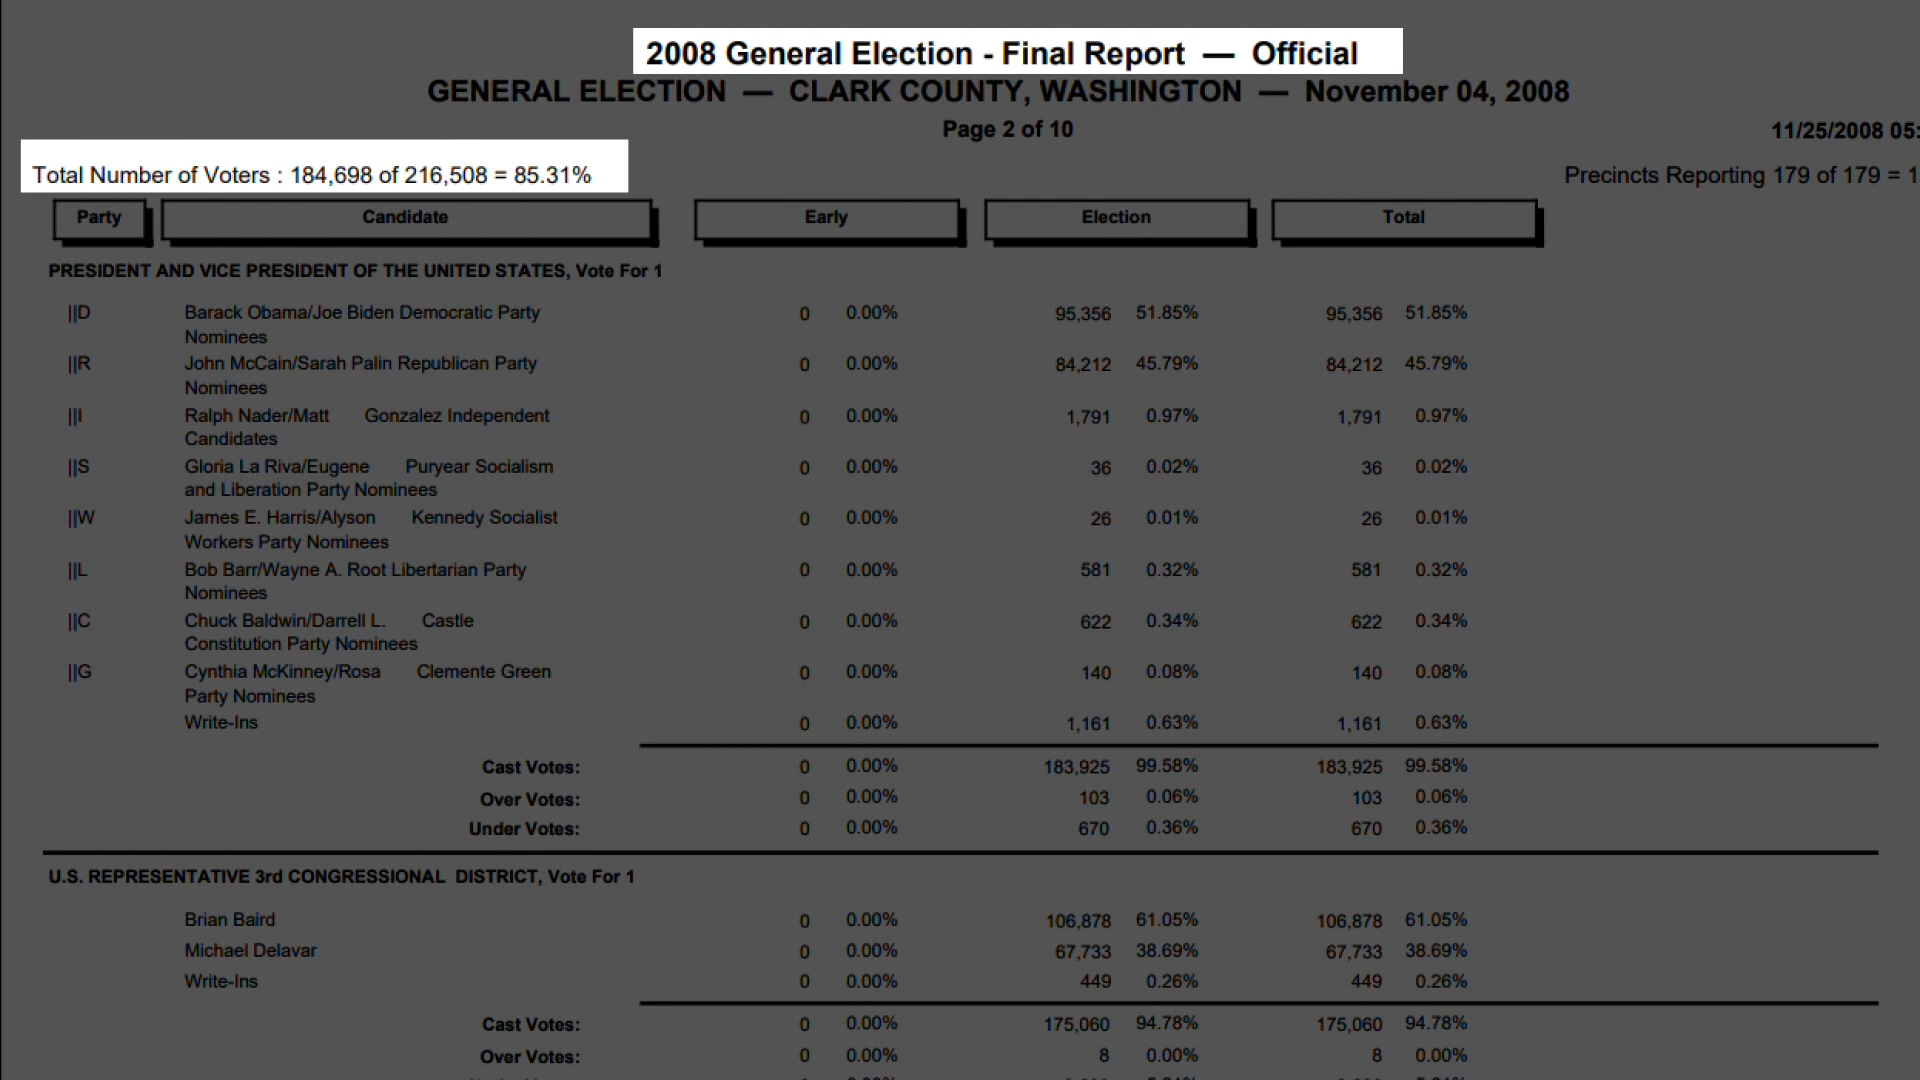 2008 General Election - Final Report — Official
GENERAL ELECTION — CLARK COUNTY, WASHINGTON — November 04, 2008
Page 2 of 10
11/25/2008 05:
Total Number of Voters : 184,698 of 216,508 = 85.31%
Precincts Reporting 179 of 179 = 1
Party Candidate Early Election Total
PRESIDENT AND VICE PRESIDENT OF THE UNITED STATES, Vote For 1
||D Barack Obama/Joe Biden Democratic Party 0 0.00% 95,356 51.85% 95,356 51.85%
Nominees
||R John McCain/Sarah Palin Republican Party 0 0.00% 84,212 45.79% 84,212 45.79%
Nominees
||I Ralph Nader/Matt Gonzalez Independent 0 0.00% 1,791 0.97% 1,791 0.97%
Candidates
||S Gloria La Riva/Eugene Puryear Socialism 0 0.00% 36 0.02% 36 0.02%
and Liberation Party Nominees
||W James E. Harris/Alyson Kennedy Socialist 0 0.00% 26 0.01% 26 0.01%
Workers Party Nominees
||L Bob Barr/Wayne A. Root Libertarian Party 0 0.00% 581 0.32% 581 0.32%
Nominees
||C Chuck Baldwin/Darrell L. Castle 0 0.00% 622 0.34% 622 0.34%
Constitution Party Nominees
||G Cynthia McKinney/Rosa Clemente Green 0 0.00% 140 0.08% 140 0.08%
Party Nominees
Write-Ins 0 0.00% 1,161 0.63% 1,161 0.63%
Cast Votes: 0 0.00% 183,925 99.58% 183,925 99.58%
Over Votes: 0 0.00% 103 0.06% 103 0.06%
Under Votes: 0 0.00% 670 0.36% 670 0.36%
U.S. REPRESENTATIVE 3rd CONGRESSIONAL DISTRICT, Vote For 1
Brian Baird 0 0.00% 106,878 61.05% 106,878 61.05%
Michael Delavar 0 0.00% 67,733 38.69% 67,733 38.69%
Write-Ins 0 0.00% 449 0.26% 449 0.26%
Cast Votes: 0 0.00% 175,060 94.78% 175,060 94.78%
Over Votes: 0 0.00% 8 0.00% 8 0.00%